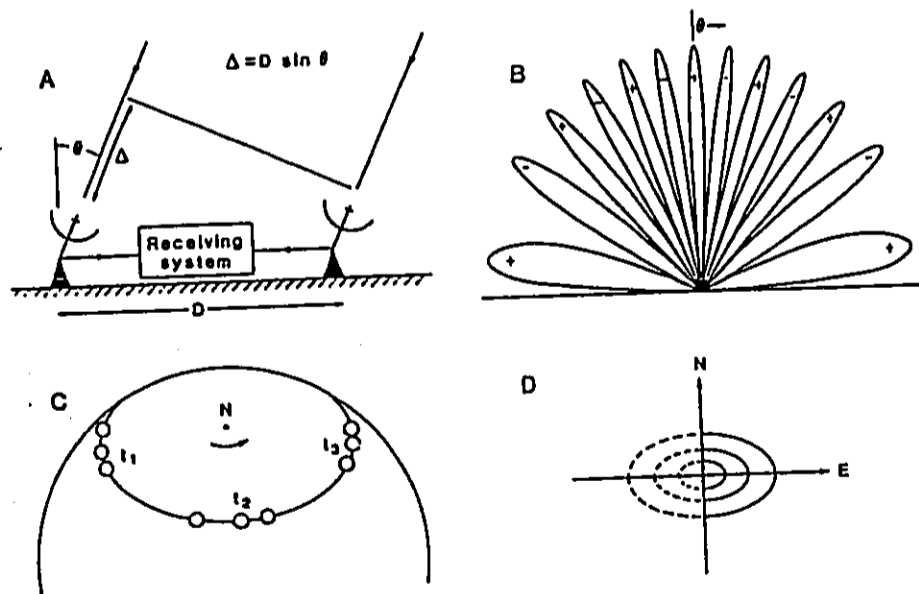 A
Δ = D sin θ
θ
Δ
Receiving
system
D
B
θ
+
-
+
-
+
-
+
-
+
-
+
-
+
C
N
t1
t2
t3
D
N
E